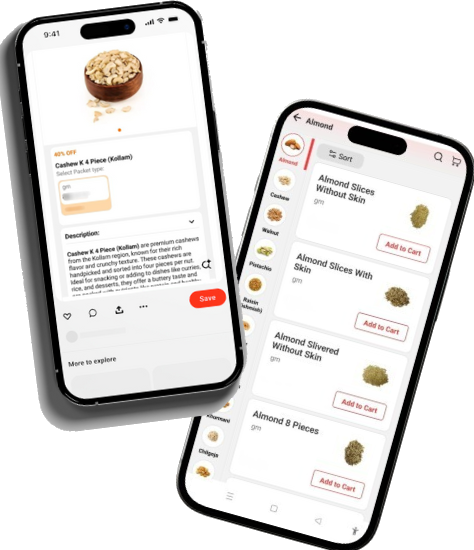 9:41
40% OFF
Cashew K 4 Piece (Kollam)
Select Packet type:
gm
Description:
Cashew K 4 Piece (Kollam) are premium cashews
from the Kollam region, known for their rich
flavor and crunchy texture. These cashews are
handpicked and sorted into four pieces per nut.
Ideal for snacking or adding to dishes like curries,
rice, and desserts, they offer a buttery taste and
Save
More to explore
Almond
Almond
Cashew
Walnut
Pistachio
Raisin
Khurmani
Chilgoja
Sort
Almond Slices
Without Skin
gm
Add to Cart
Almond Slices With
Skin
gm
Add to Cart
Almond Slivered
Without Skin
Add to Cart
Almond 8 Pieces
gm
Add to Cart